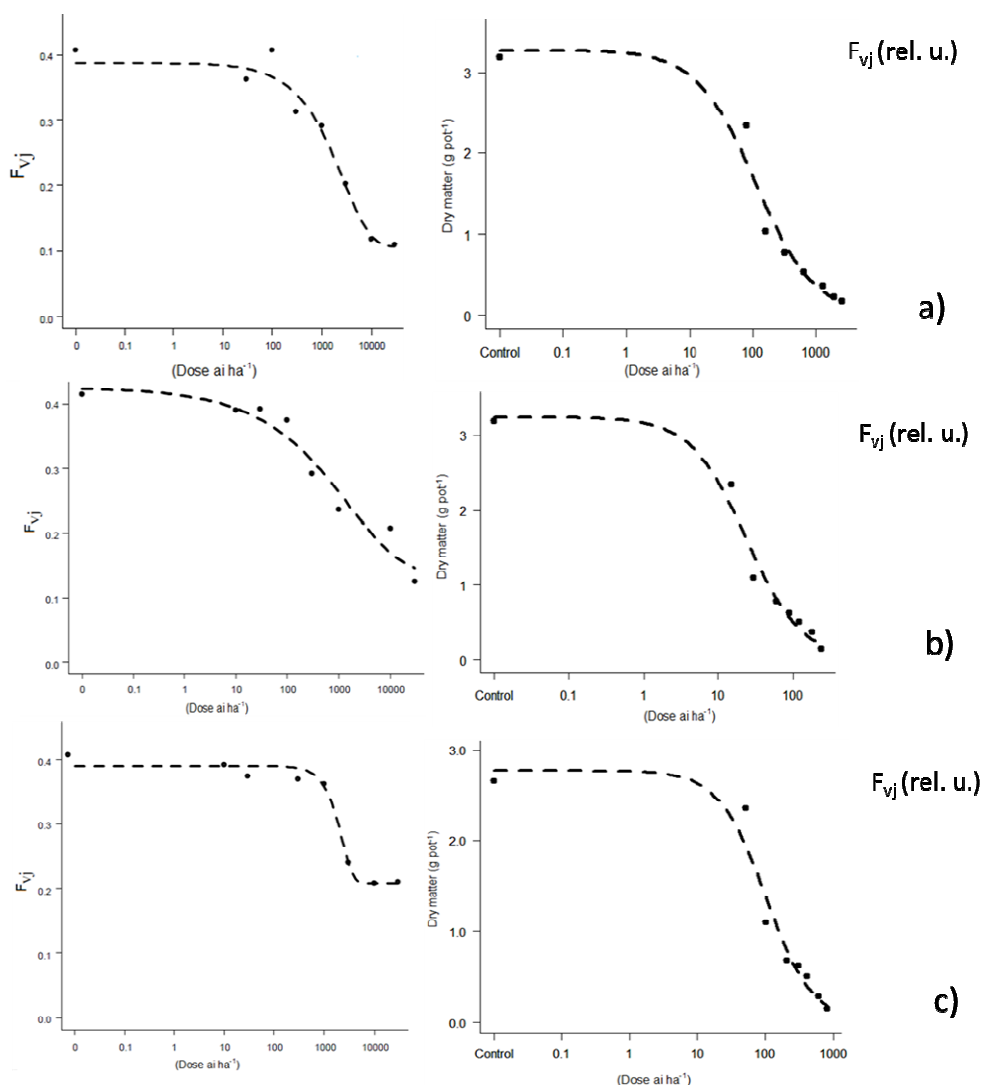 0.4
0.3
0.2
0.1
0.0
F_vj
0 0.1 1 10 100 1000 10000
(Dose ai ha⁻¹)
3
2
1
0
Dry matter (g pot⁻¹)
Control 0.1 1 10 100 1000
(Dose ai ha⁻¹)
F_vj (rel. u.)
a)
0.4
0.3
0.2
0.1
0.0
F_vj
0 0.1 1 10 100 1000 10000
(Dose ai ha⁻¹)
3
2
1
0
Dry matter (g pot⁻¹)
Control 0.1 1 10 100
(Dose ai ha⁻¹)
F_vj (rel. u.)
b)
0.4
0.3
0.2
0.1
0.0
F_vj
0 0.1 1 10 100 1000 10000
(Dose ai ha⁻¹)
3.0
2.0
1.0
0.0
Dry matter (g pot⁻¹)
Control 0.1 1 10 100 1000
(Dose ai ha⁻¹)
F_vj (rel. u.)
c)